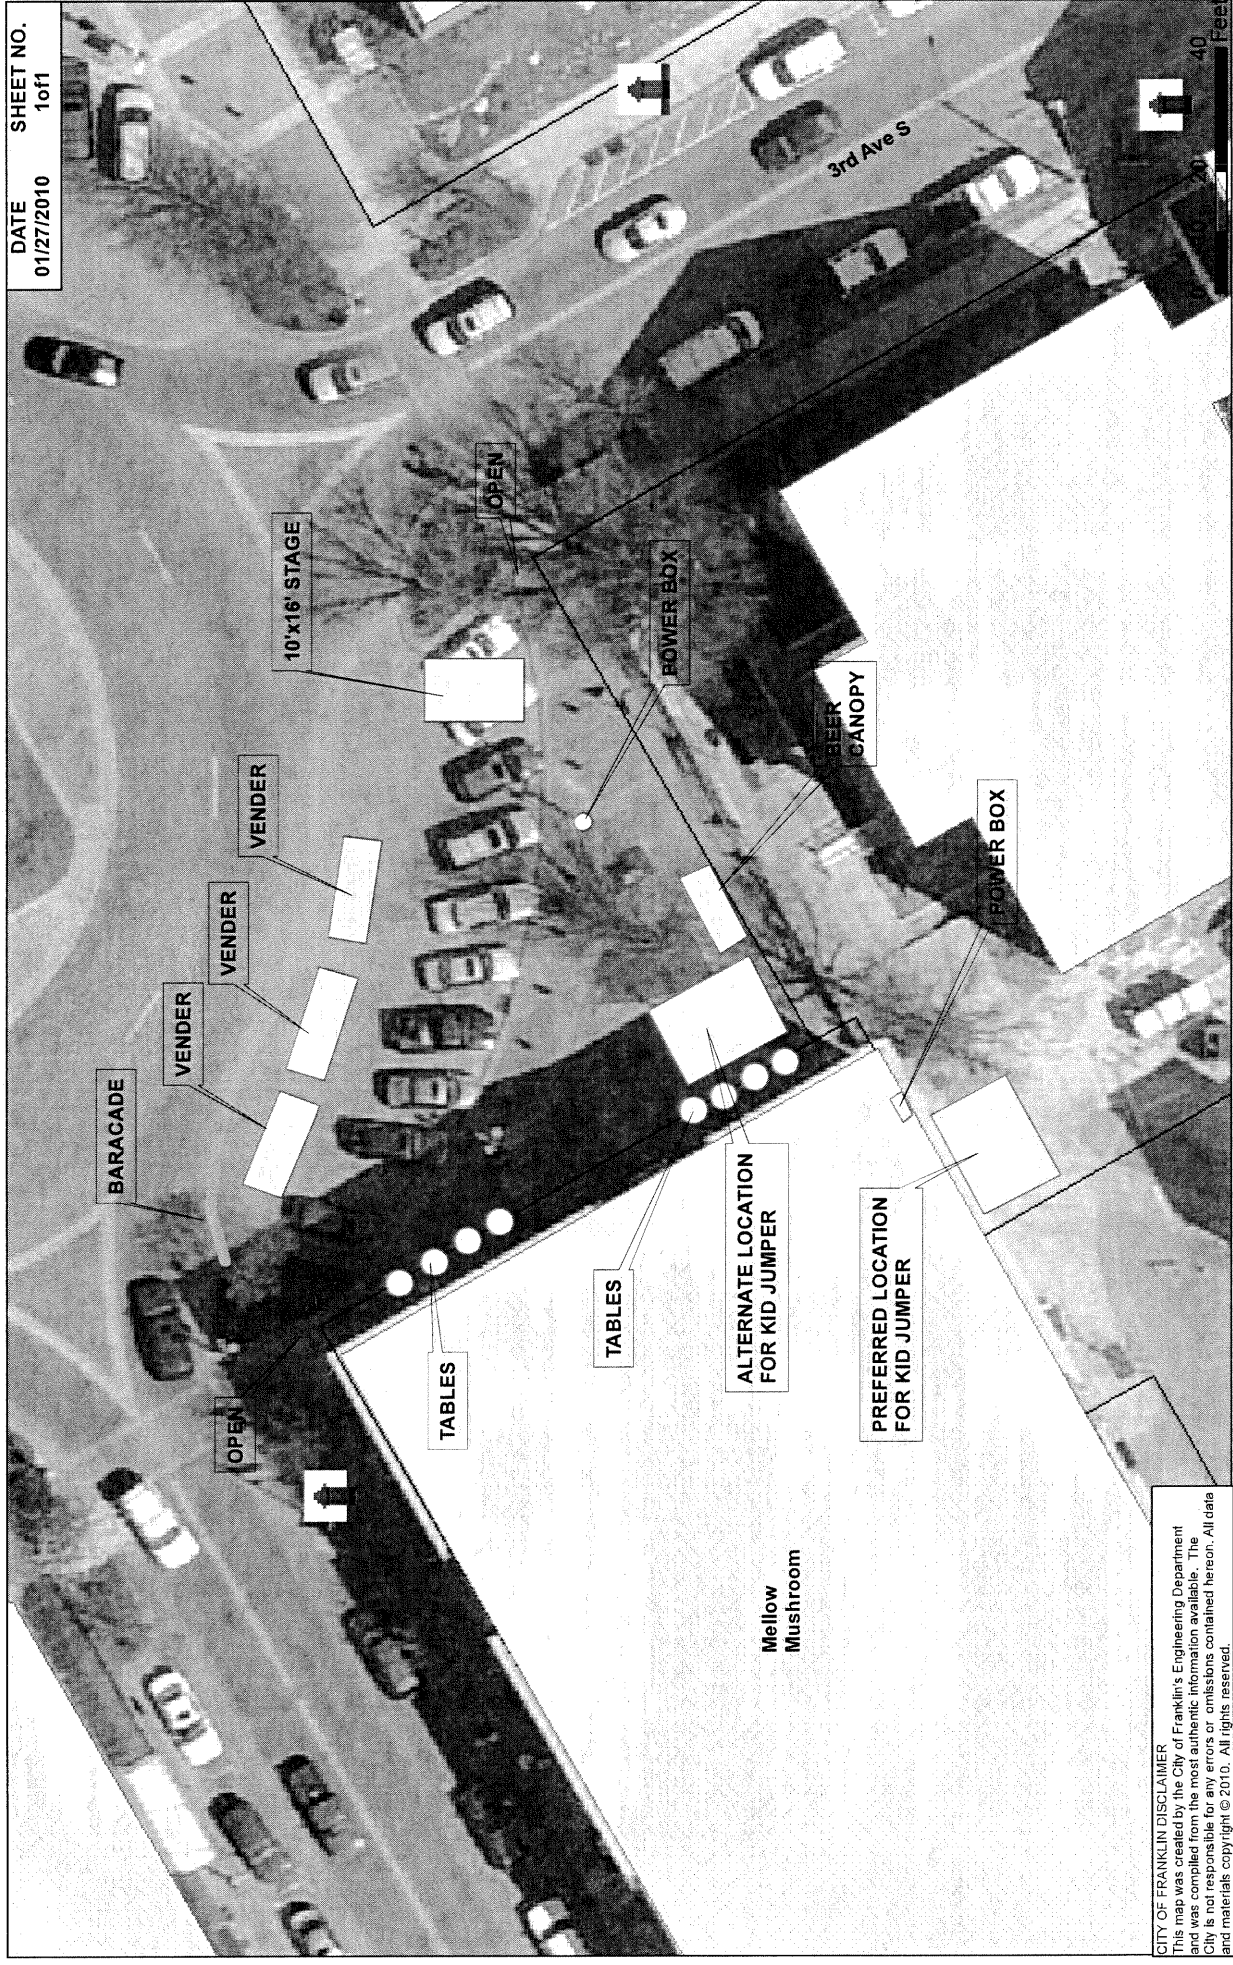 DATE
SHEET NO.
01/27/2010
1of1
BARACADE
VENDER
VENDER
VENDER
10'x16' STAGE
OPEN
OPEN
POWER BOX
BEER
CANOPY
POWER BOX
TABLES
TABLES
ALTERNATE LOCATION
FOR KID JUMPER
PREFERRED LOCATION
FOR KID JUMPER
3rd Ave S
Mellow
Mushroom
0 10 20 40
Feet
CITY OF FRANKLIN DISCLAIMER
This map was created by the City of Franklin's Engineering Department
and was compiled from the most authentic information available. The
City is not responsible for any errors or omissions contained hereon. All data
and materials copyright © 2010. All rights reserved.